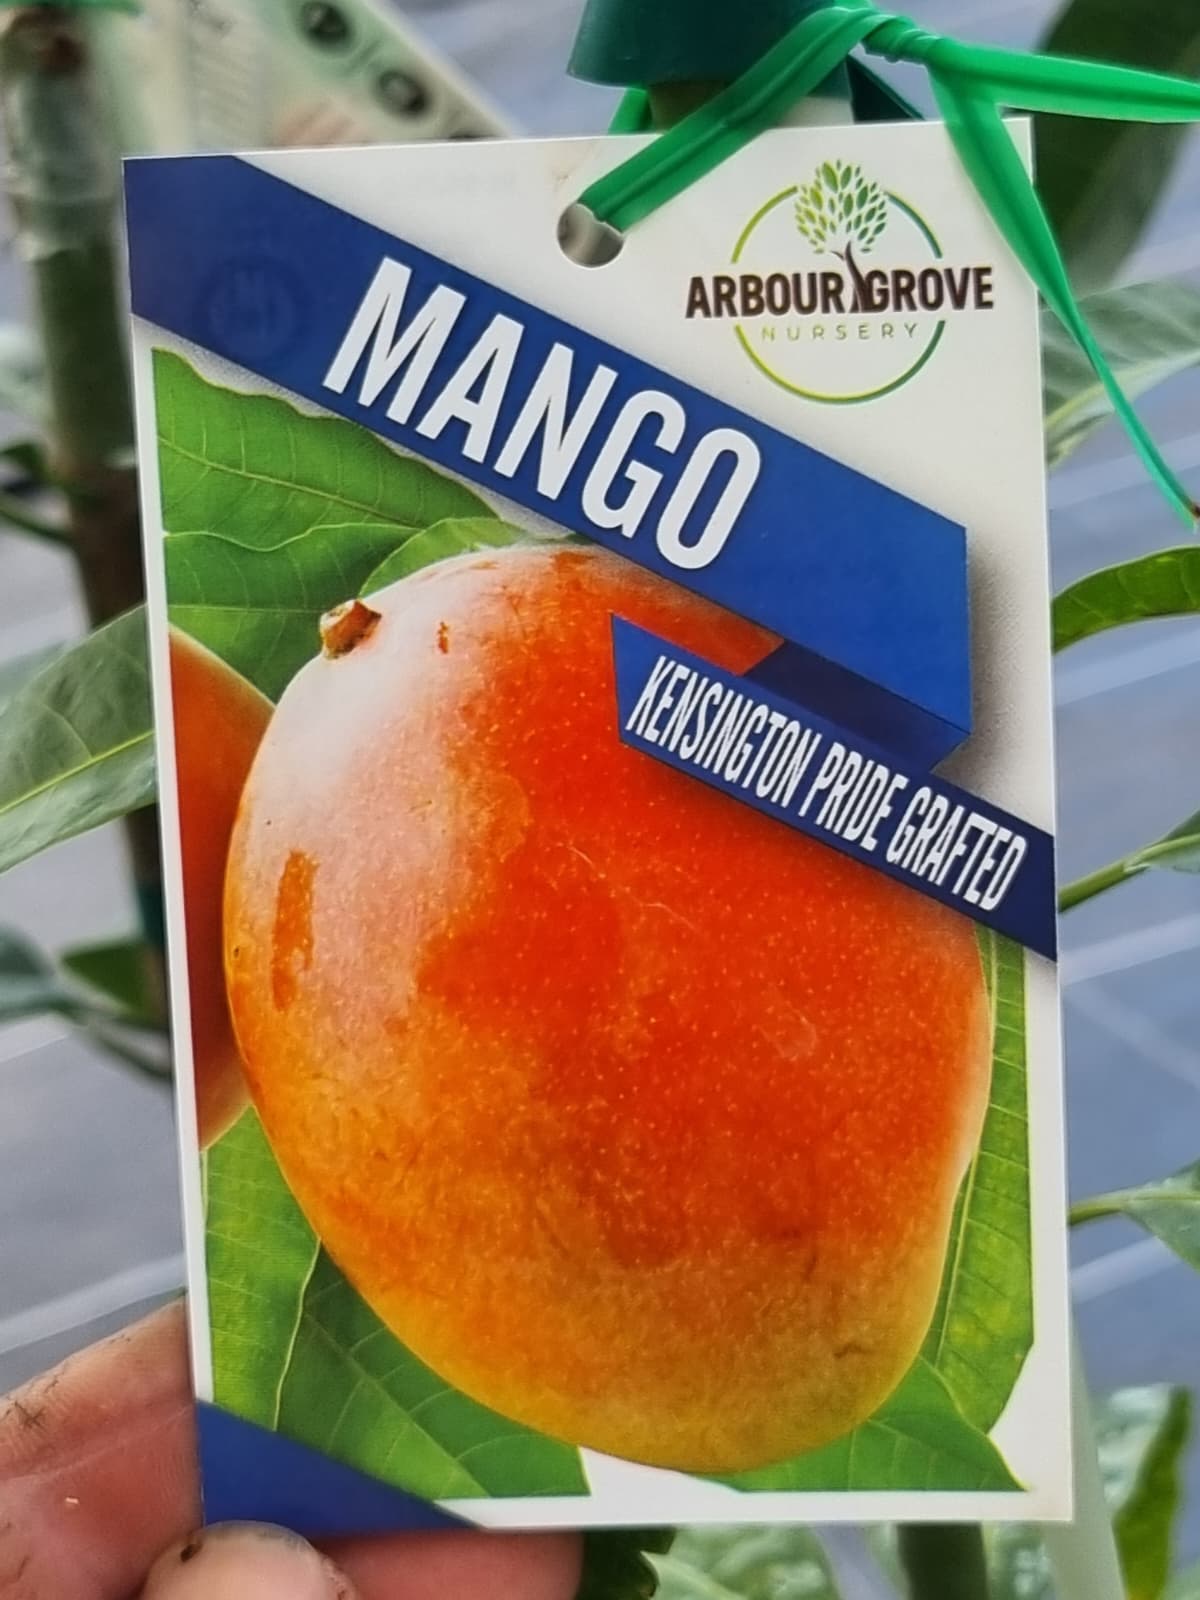 ARBOUR GROVE
NURSERY
MANGO
KENSINGTON PRIDE GRAFTED